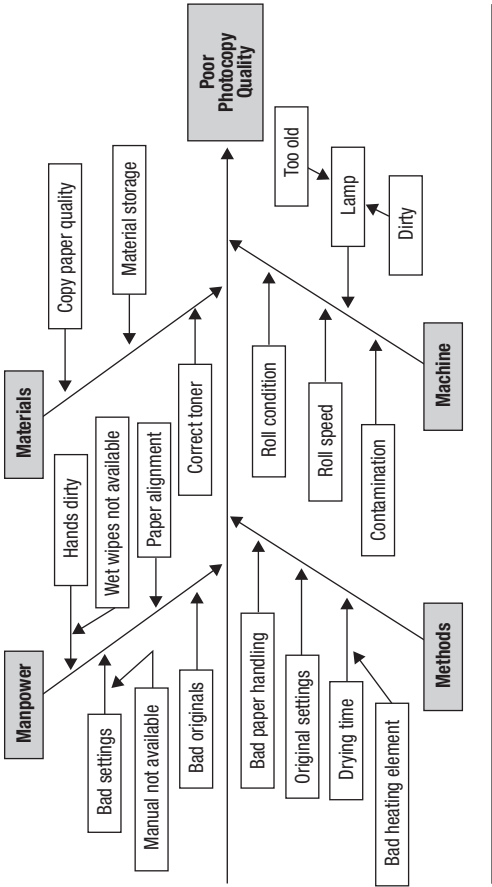 Manpower
Materials
Hands dirty
Wet wipes not available
Paper alignment
Bad settings
Manual not available
Bad originals
Copy paper quality
Material storage
Correct toner
Poor
Photocopy
Quality
Bad paper handling
Original settings
Drying time
Bad heating element
Methods
Roll condition
Roll speed
Contamination
Too old
Lamp
Dirty
Machine